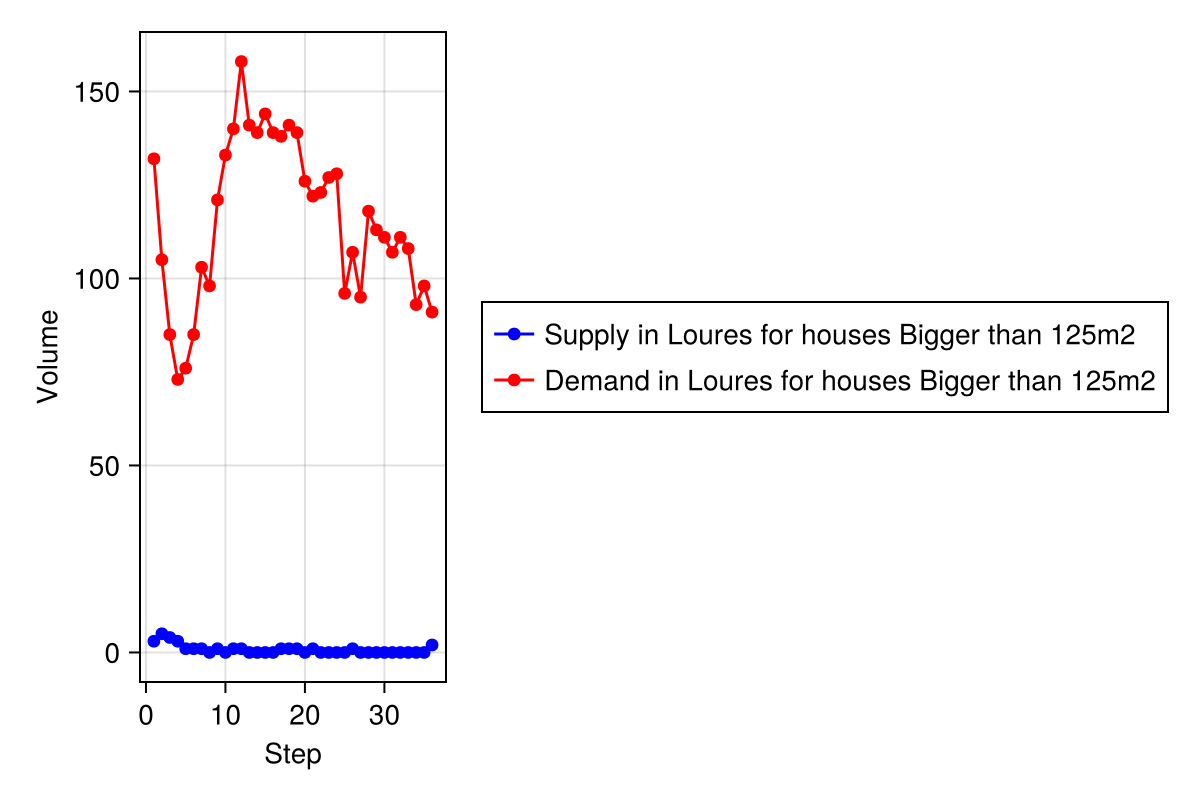 150
100
50
0
Volume
0 10 20 30
Step
Supply in Loures for houses Bigger than 125m2
Demand in Loures for houses Bigger than 125m2